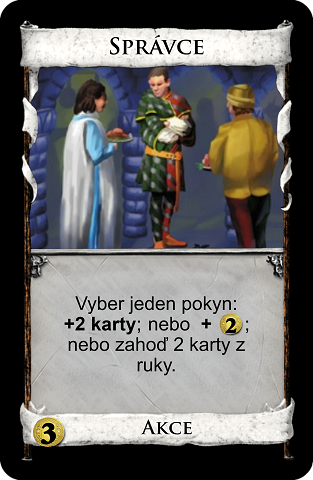 Správce
Vyber jeden pokyn:
+2 karty; nebo + 2;
nebo zahoď 2 karty z
ruky.
3
Akce